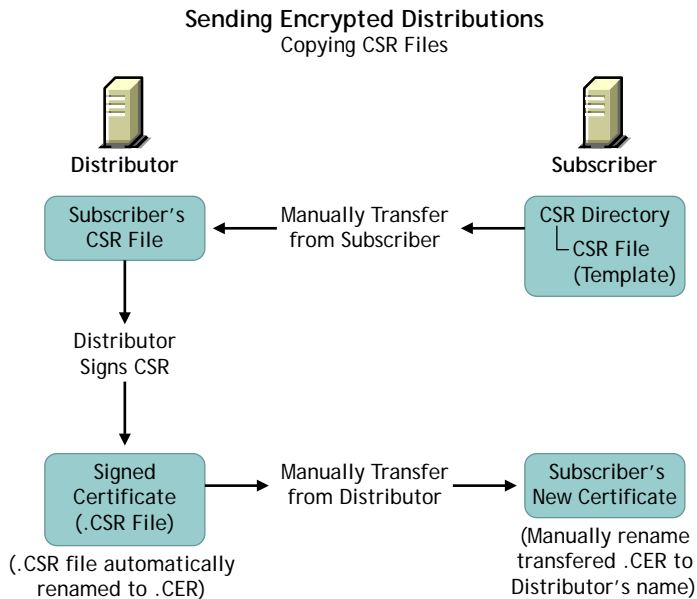 Sending Encrypted Distributions
Copying CSR Files
Distributor
Subscriber
Subscriber's
CSR File
Manually Transfer
from Subscriber
CSR Directory
CSR File
(Template)
Distributor
Signs CSR
Signed
Certificate
(.CSR File)
Manually Transfer
from Distributor
Subscriber's
New Certificate
(.CSR file automatically
renamed to .CER)
(Manually rename
transfered .CER to
Distributor's name)